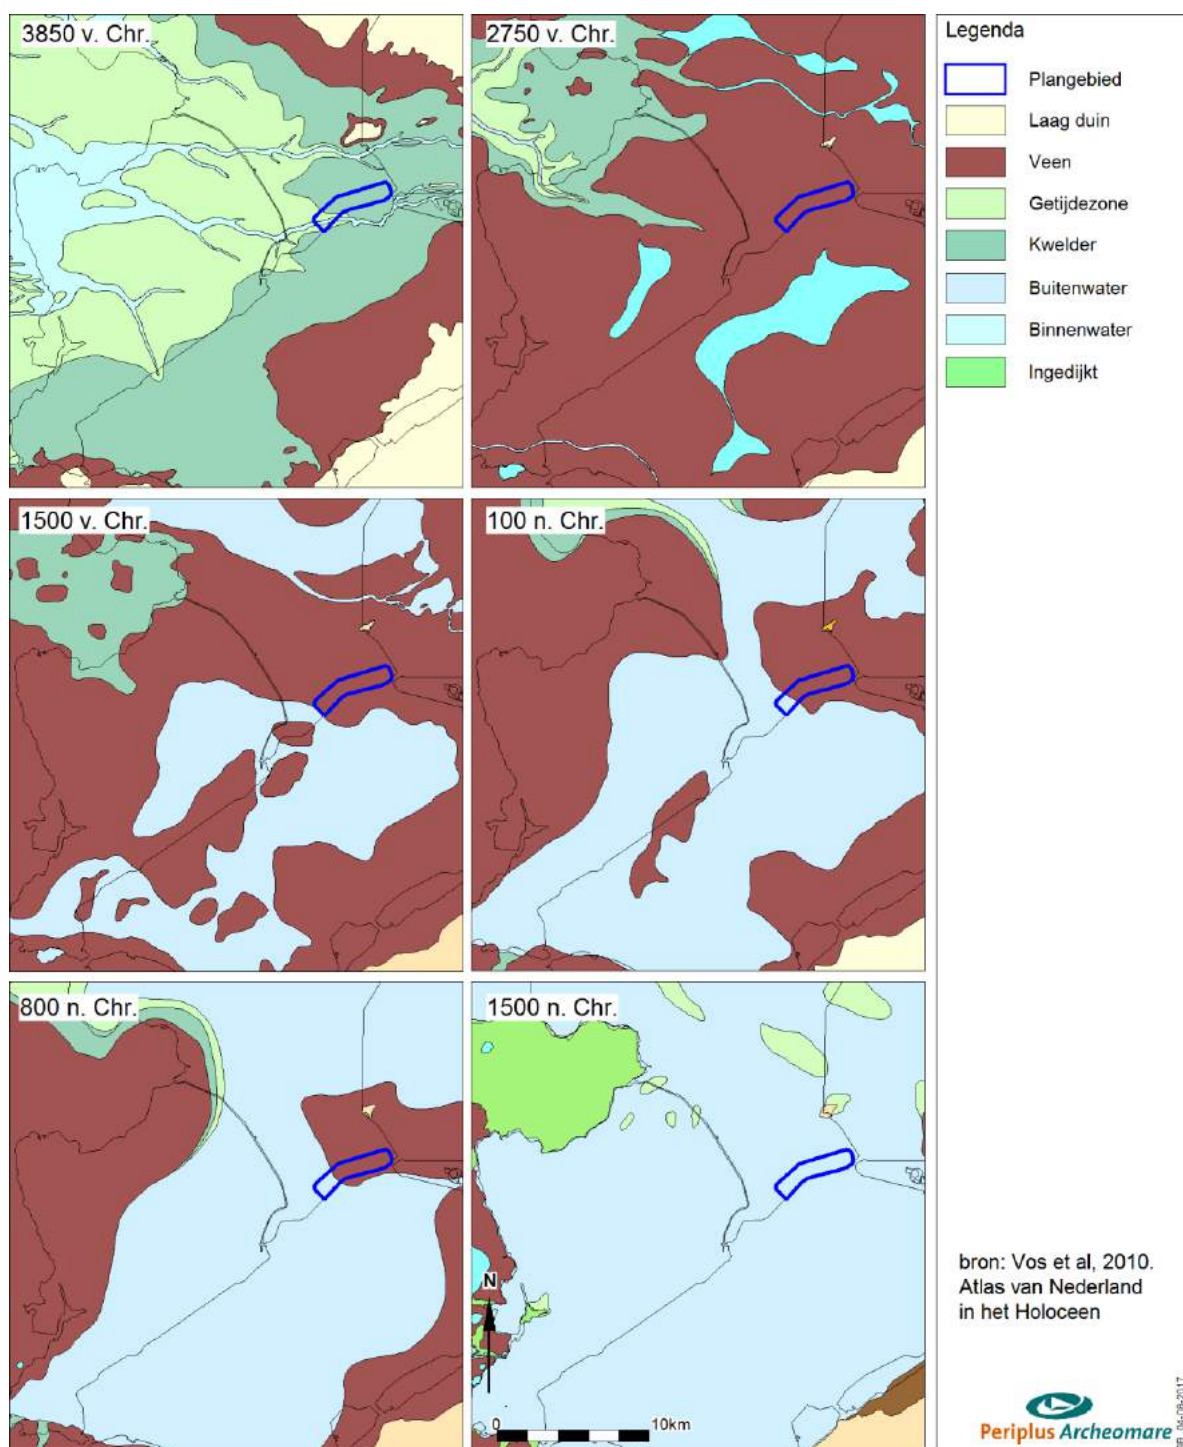 3850 v. Chr.
2750 v. Chr.
1500 v. Chr.
100 n. Chr.
800 n. Chr.
1500 n. Chr.
N
0 10km
Legenda
Plangebied
Laag duin
Veen
Getijdezone
Kwelder
Buitenwater
Binnenwater
Ingedijkt
bron: Vos et al, 2010.
Atlas van Nederland
in het Holoceen
Periplus Archeomare